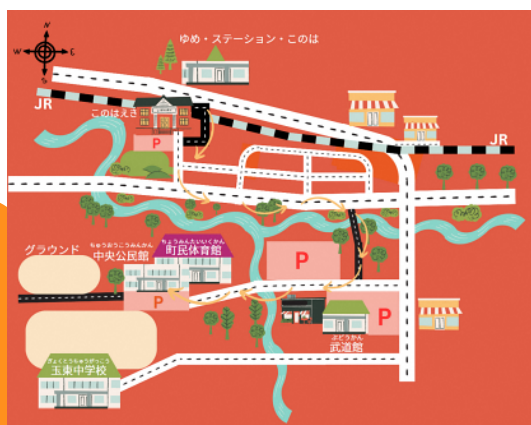 N
W
E
S
ゆめ・ステーション・このは
JR
このはえき
P
JR
グラウンド
ちゅうおうこうみんかん
中央公民館
ちょうみんたいいくかん
町民体育館
P
P
P
ぶどうかん
武道館
ぎょくとうちゅうがっこう
玉東中学校